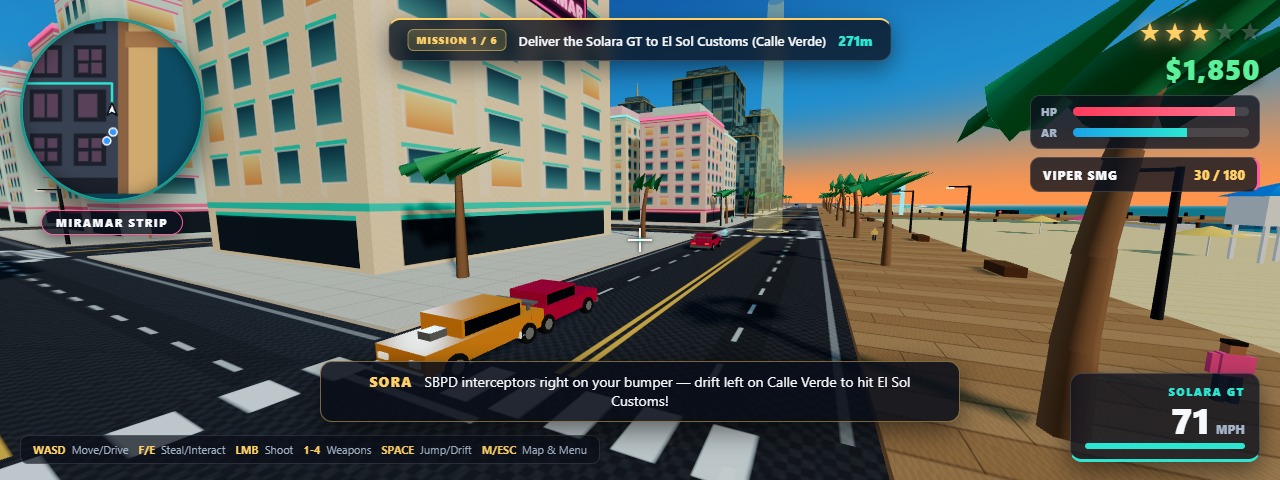 MISSION 1 / 6 Deliver the Solara GT to El Sol Customs (Calle Verde) 271m
$1,850
HP
AR
VIPER SMG 30 / 180
MIRAMAR STRIP
SORA SBPD interceptors right on your bumper — drift left on Calle Verde to hit El Sol
Customs!
SOLARA GT
71 MPH
WASD Move/Drive F/E Steal/Interact LMB Shoot 1-4 Weapons SPACE Jump/Drift M/ESC Map & Menu